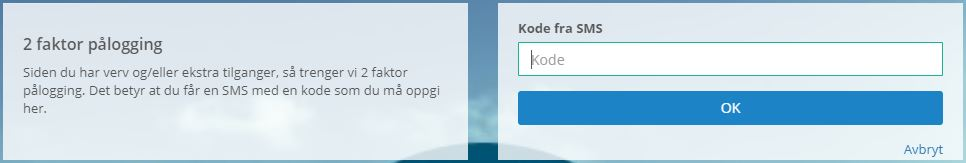 2 faktor pålogging
Siden du har verv og/eller ekstra tilganger, så trenger vi 2 faktor
pålogging. Det betyr at du får en SMS med en kode som du må oppgi
her.
Kode fra SMS
Kode
OK
Avbryt